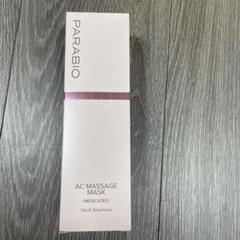 PARABIO
AC MASSAGE
MASK
-MEDICATED-